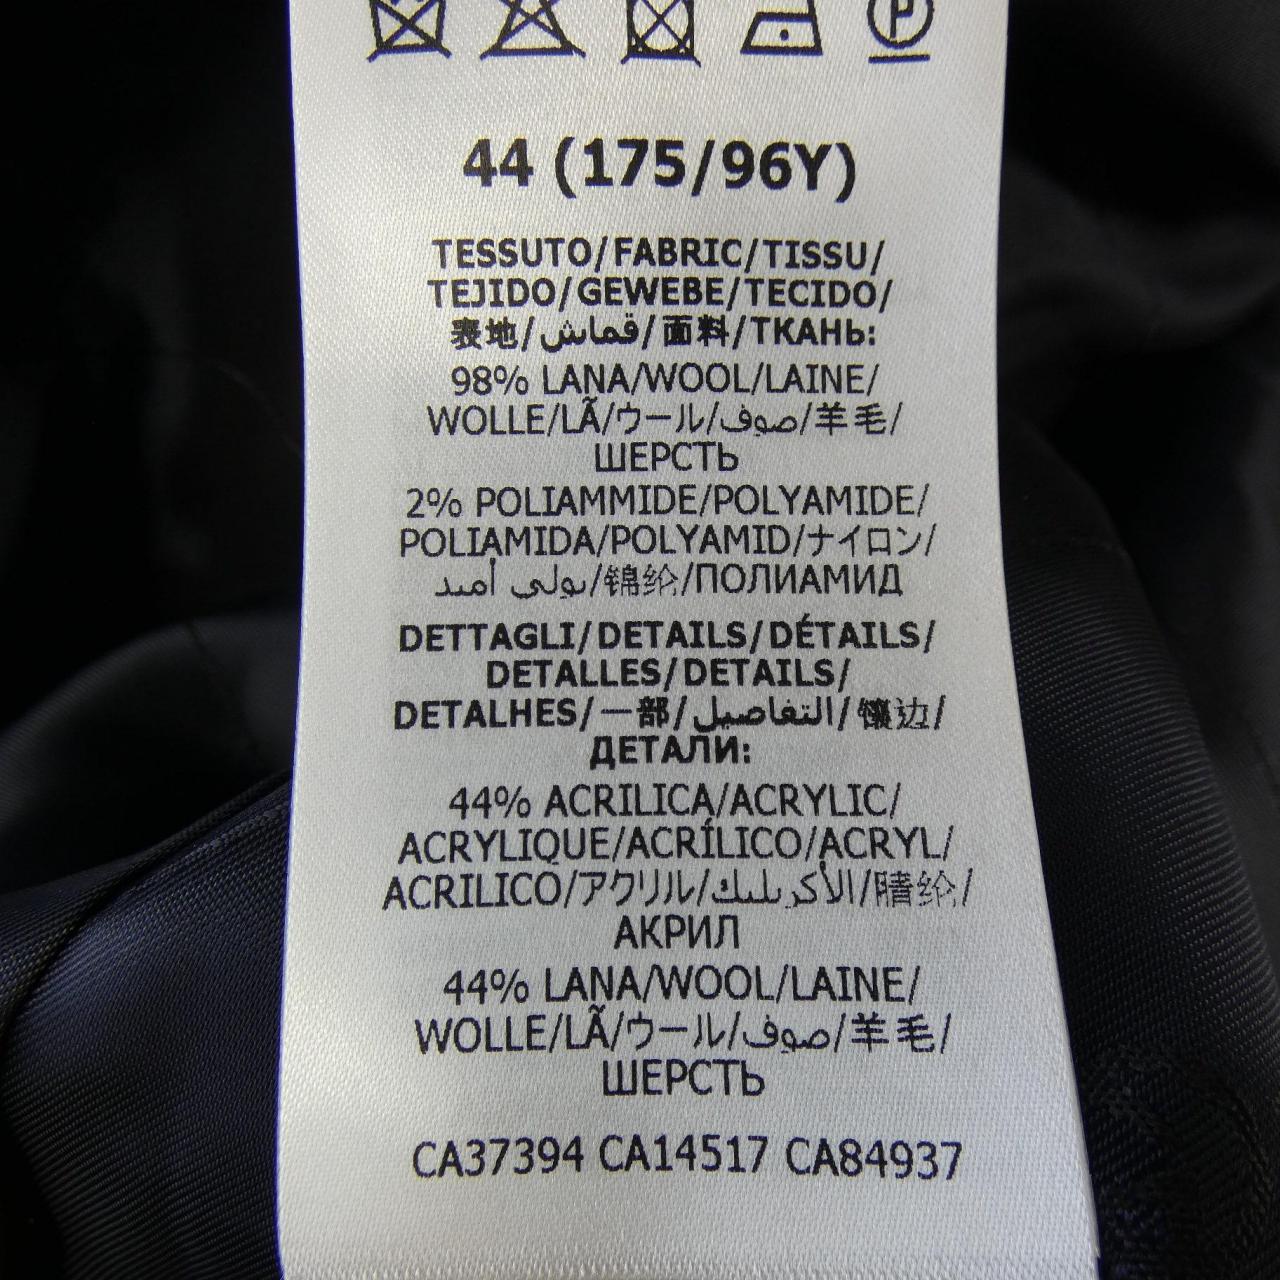 44 (175/96Y)
TESSUTO/FABRIC/TISSU/
TEJIDO/GEWEBE/TECIDO/
表地/قماش/面料/ТКАНЬ:
98% LANA/WOOL/LAINE/
WOLLE/LÃ/ウール/صوف/羊毛/
ШЕРСТЬ
2% POLIAMMIDE/POLYAMIDE/
POLIAMIDA/POLYAMID/ナイロン/
بولي أميد/锦纶/ПОЛИАМИД
DETTAGLI/DETAILS/DÉTAILS/
DETALLES/DETAILS/
DETALHES/一部/التفاصيل/镶边/
ДЕТАЛИ:
44% ACRILICA/ACRYLIC/
ACRYLIQUE/ACRÍLICO/ACRYL/
ACRILICO/アクリル/الأكريليك/腈纶/
АКРИЛ
44% LANA/WOOL/LAINE/
WOLLE/LÃ/ウール/صوف/羊毛/
ШЕРСТЬ
CA37394 CA14517 CA84937